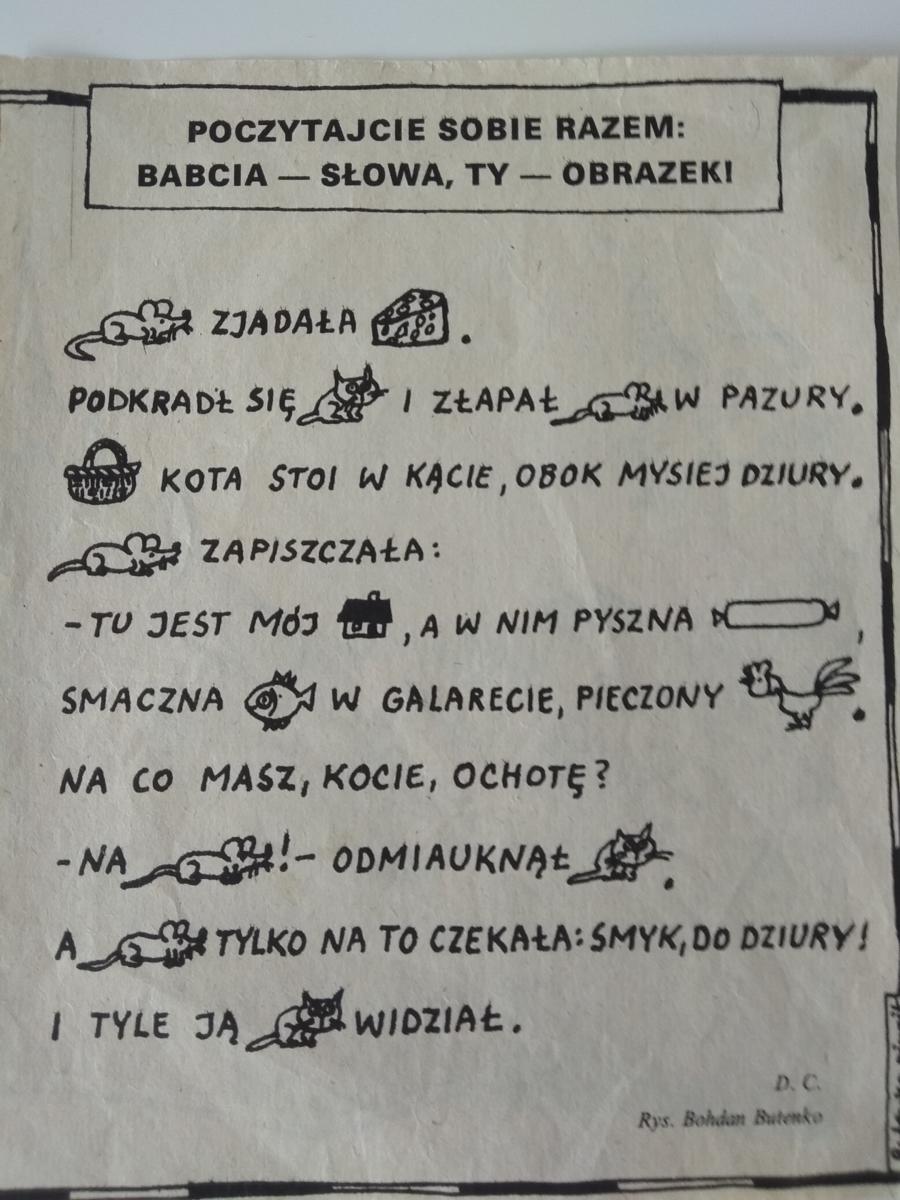 POCZYTAJCIE SOBIE RAZEM:
BABCIA — SŁOWA, TY — OBRAZEK!
ZJADAŁA .
PODKRADŁ SIĘ I ZŁAPAŁ W PAZURY.
KOTA STOI W KĄCIE, OBOK MYSIEJ DZIURY.
ZAPISZCZAŁA:
- TU JEST MÓJ , A W NIM PYSZNA ,
SMACZNA W GALARECIE, PIECZONY .
NA CO MASZ, KOCIE, OCHOTĘ?
- NA ! - ODMIAUKNĄŁ .
A TYLKO NA TO CZEKAŁA: SMYK, DO DZIURY!
I TYLE JĄ WIDZIAŁ.
D. C.
Rys. Bohdan Butenko